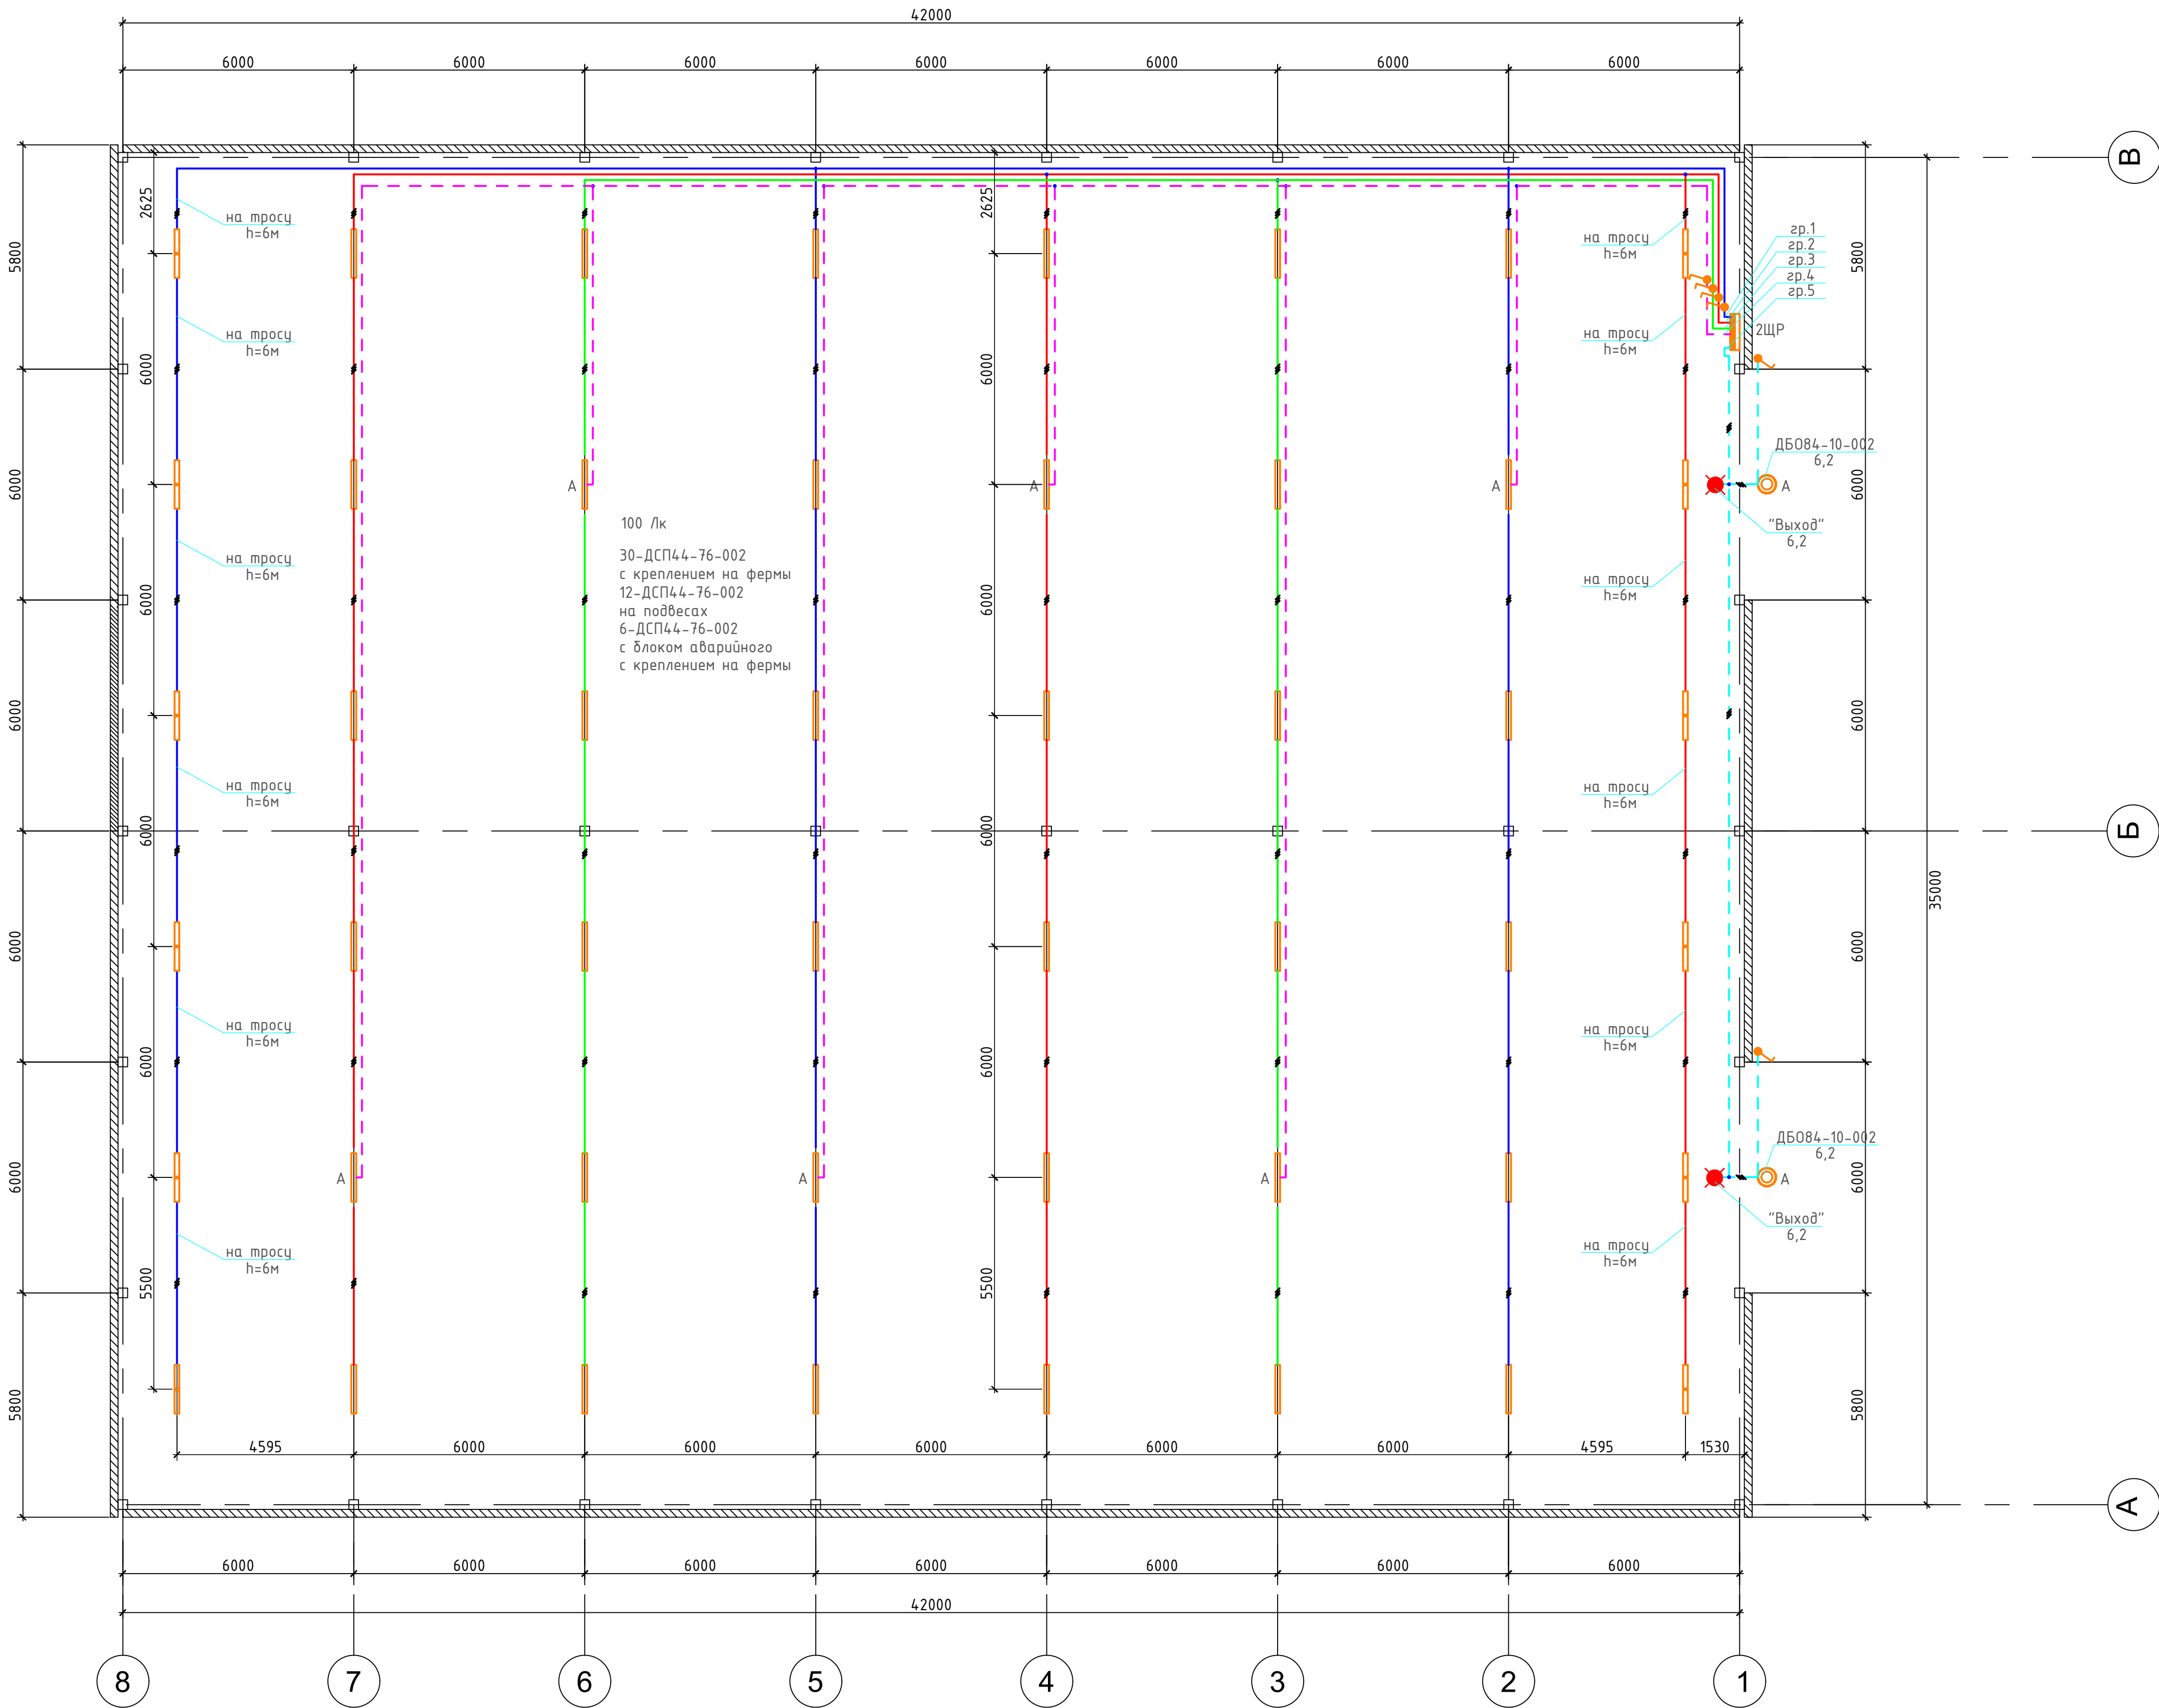 42000
6000
6000
6000
6000
6000
6000
6000
В
5800
6000
6000
6000
6000
5800
2625
6000
6000
6000
6000
5500
2625
6000
6000
6000
6000
5500
на тросу
h=6м
на тросу
h=6м
на тросу
h=6м
на тросу
h=6м
на тросу
h=6м
на тросу
h=6м
А
А
А
100 Лк
30-ДСП44-76-002
с креплением на фермы
12-ДСП44-76-002
на подвесах
6-ДСП44-76-002
с блоком аварийного
с креплением на фермы
А
А
А
на тросу
h=6м
на тросу
h=6м
на тросу
h=6м
на тросу
h=6м
на тросу
h=6м
на тросу
h=6м
гр.1
гр.2
гр.3
гр.4
гр.5
2ЩР
ДБО84-10-002
6,2
А
"Выход"
6,2
ДБО84-10-002
6,2
А
"Выход"
6,2
5800
6000
6000
6000
6000
5800
35000
Б
А
4595
6000
6000
6000
6000
6000
4595
1530
6000
6000
6000
6000
6000
6000
6000
42000
8
7
6
5
4
3
2
1